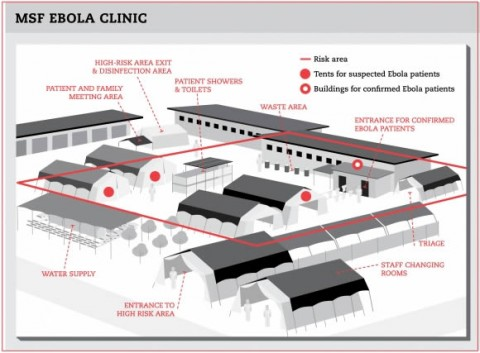 MSF EBOLA CLINIC
HIGH-RISK AREA EXIT
& DISINFECTION AREA
PATIENT AND FAMILY
MEETING AREA
PATIENT SHOWERS
& TOILETS
Risk area
Tents for suspected Ebola patients
Buildings for confirmed Ebola patients
WASTE AREA
ENTRANCE FOR CONFIRMED
EBOLA PATIENTS
TRIAGE
STAFF CHANGING
ROOMS
WATER SUPPLY
ENTRANCE TO
HIGH RISK AREA